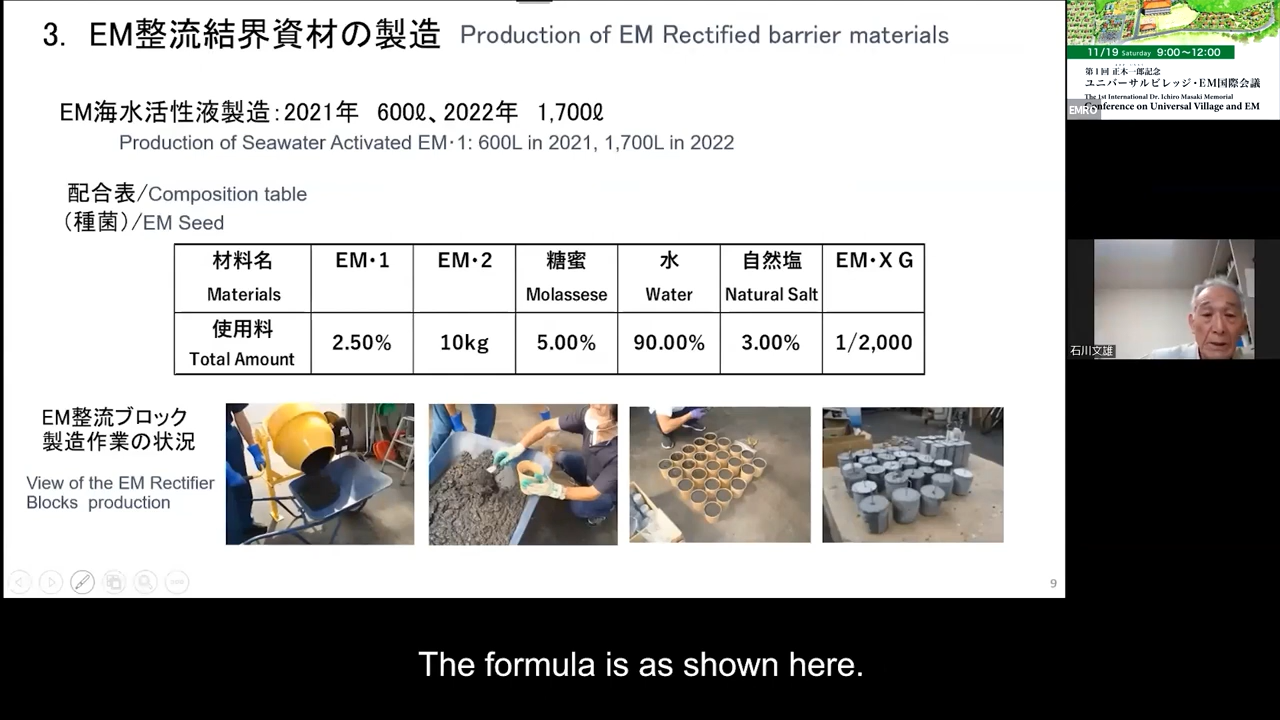 3. EM整流結界資材の製造 Production of EM Rectified barrier materials
EM海水活性液製造：2021年 600ℓ、2022年 1,700ℓ
Production of Seawater Activated EM･1: 600L in 2021, 1,700L in 2022
配合表/Composition table
（種菌）/EM Seed
材料名 EM･1 EM･2 糖蜜 水 自然塩 EM･X G
Materials Molassese Water Natural Salt
使用料 2.50% 10kg 5.00% 90.00% 3.00% 1/2,000
Total Amount
EM整流ブロック
製造作業の状況
View of the EM Rectifier
Blocks production
9
11/19 Saturday 9:00～12:00
第1回 正木一郎記念
ユニバーサルビレッジ・EM国際会議
The 1st International Dr. Ichiro Masaki Memorial
Conference on Universal Village and EM
EMRO
石川文雄
The formula is as shown here.